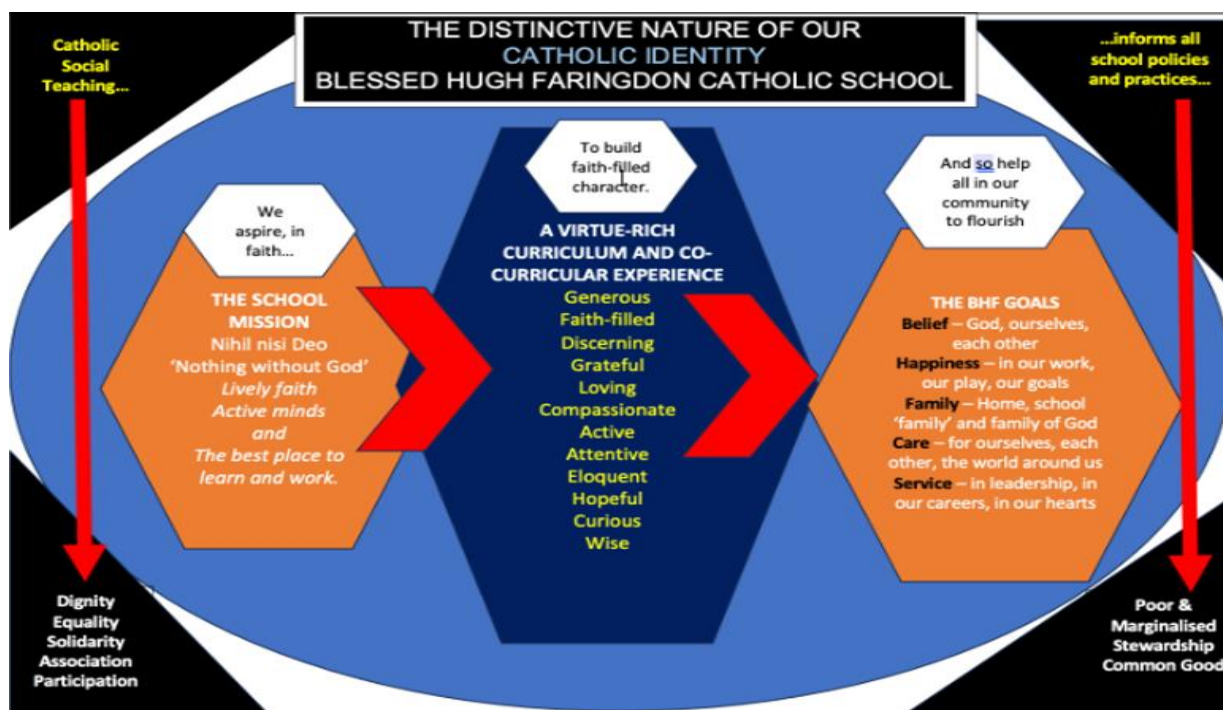 THE DISTINCTIVE NATURE OF OUR
CATHOLIC IDENTITY
BLESSED HUGH FARINGDON CATHOLIC SCHOOL
Catholic
Social
Teaching...
Dignity
Equality
Solidarity
Association
Participation
We
aspire, in
faith...
THE SCHOOL
MISSION
Nihil nisi Deo
‘Nothing without God’
Lively faith
Active minds
and
The best place to
learn and work.
To build
faith-filled
character.
A VIRTUE-RICH
CURRICULUM AND CO-
CURRICULAR EXPERIENCE
Generous
Faith-filled
Discerning
Grateful
Loving
Compassionate
Active
Attentive
Eloquent
Hopeful
Curious
Wise
And so help
all in our
community
to flourish
THE BHF GOALS
Belief – God, ourselves,
each other
Happiness – in our work,
our play, our goals
Family – Home, school
‘family’ and family of God
Care – for ourselves, each
other, the world around us
Service – in leadership, in
our careers, in our hearts
...informs all
school policies
and practices...
Poor &
Marginalised
Stewardship
Common Good